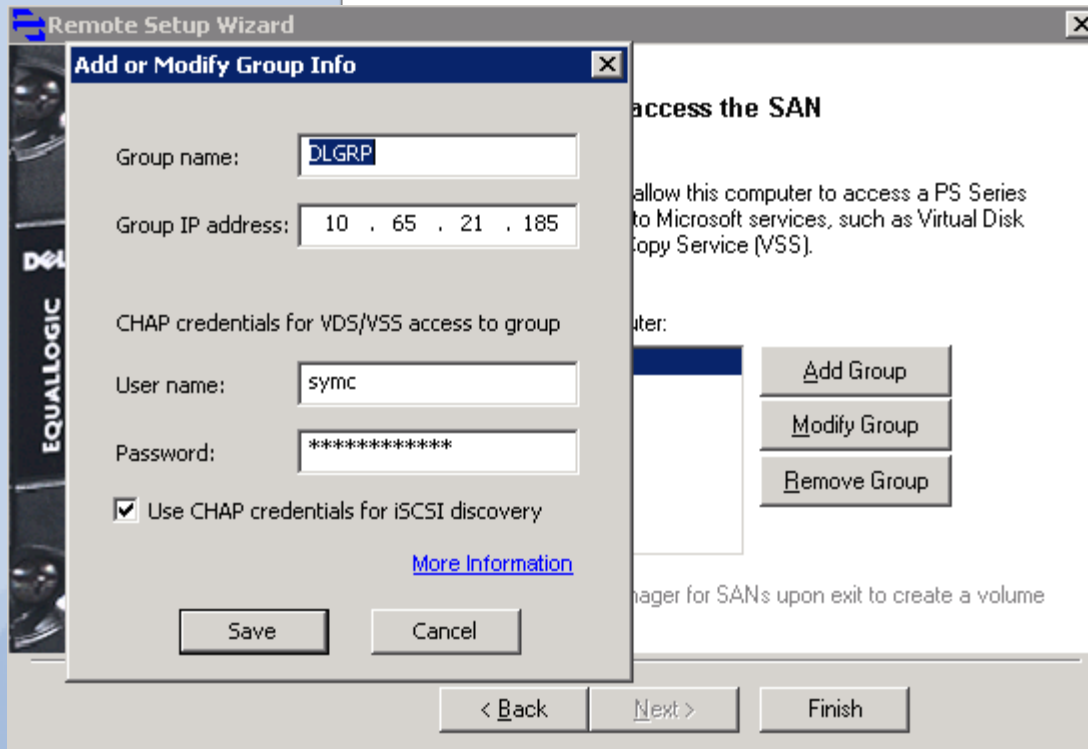 Remote Setup Wizard
Add or Modify Group Info
access the SAN
Group name: DLGRP
allow this computer to access a PS Series
Group IP address: 10 . 65 . 21 . 185
to Microsoft services, such as Virtual Disk
Copy Service (VSS).
DELL
EQUALLOGIC
CHAP credentials for VDS/VSS access to group
uter:
User name: symc
Add Group
Modify Group
Password: ************
Remove Group
Use CHAP credentials for iSCSI discovery
More Information
nager for SANs upon exit to create a volume
Save
Cancel
< Back
Next >
Finish